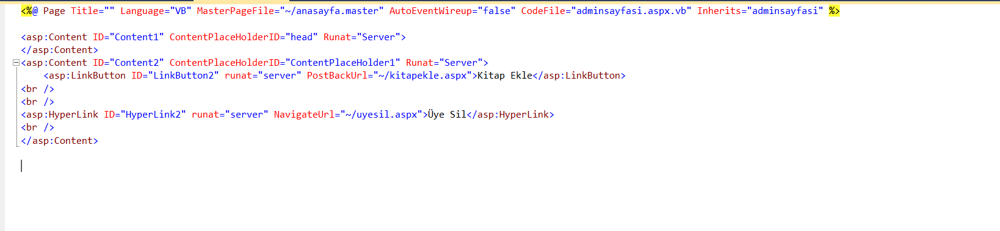 <%@ Page Title="" Language="VB" MasterPageFile="~/anasayfa.master" AutoEventWireup="false" CodeFile="adminsayfasi.aspx.vb" Inherits="adminsayfasi" %>
<asp:Content ID="Content1" ContentPlaceHolderID="head" Runat="Server">
</asp:Content>
<asp:Content ID="Content2" ContentPlaceHolderID="ContentPlaceHolder1" Runat="Server">
<asp:LinkButton ID="LinkButton2" runat="server" PostBackUrl="~/kitapekle.aspx">Kitap Ekle</asp:LinkButton>
<br />
<br />
<asp:HyperLink ID="HyperLink2" runat="server" NavigateUrl="~/uyesil.aspx">Üye Sil</asp:HyperLink>
<br />
</asp:Content>